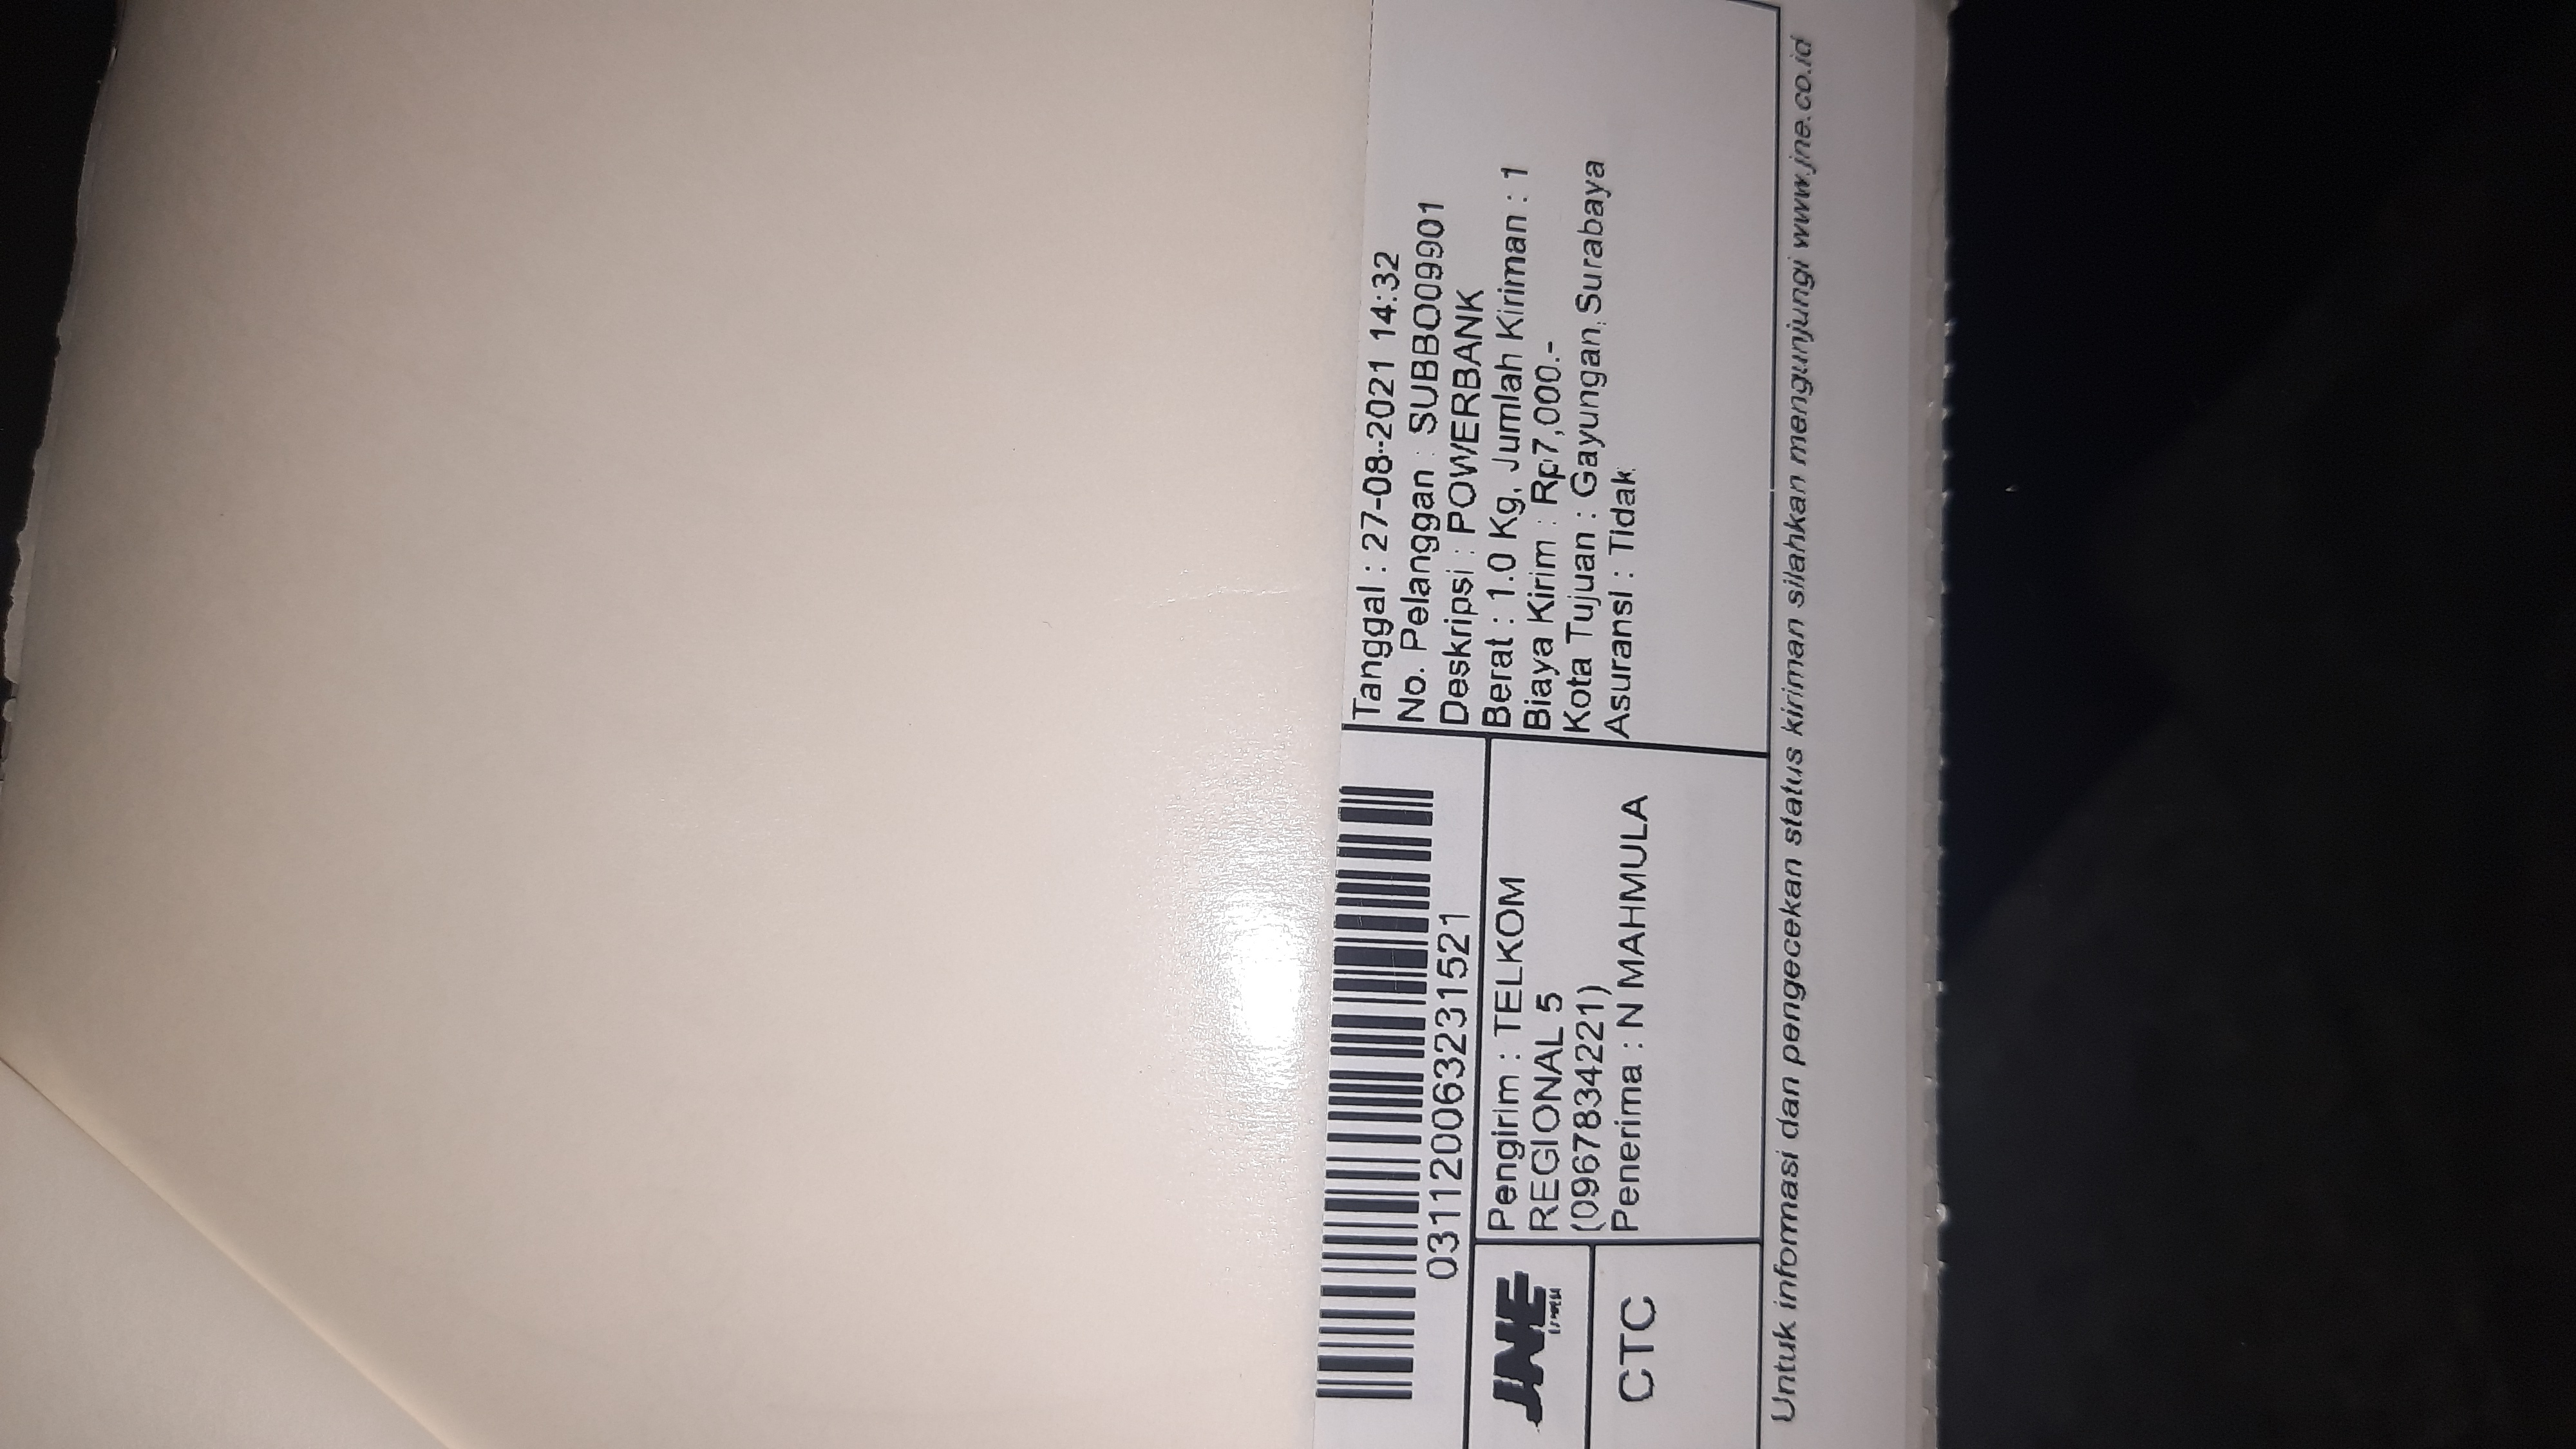 031120063231521
JNE
CTC
Pengirim : TELKOM
REGIONAL 5
(0967834221)
Penerima : N MAHMULA
Tanggal : 27-08-2021 14:32
No. Pelanggan : SUBBO09901
Deskripsi : POWERBANK
Berat : 1.0 Kg, Jumlah Kiriman : 1
Biaya Kirim : Rp7,000.-
Kota Tujuan : Gayungan, Surabaya
Asuransi : Tidak
Untuk informasi dan pengecekan status kiriman silahkan mengunjungi www.jne.co.id